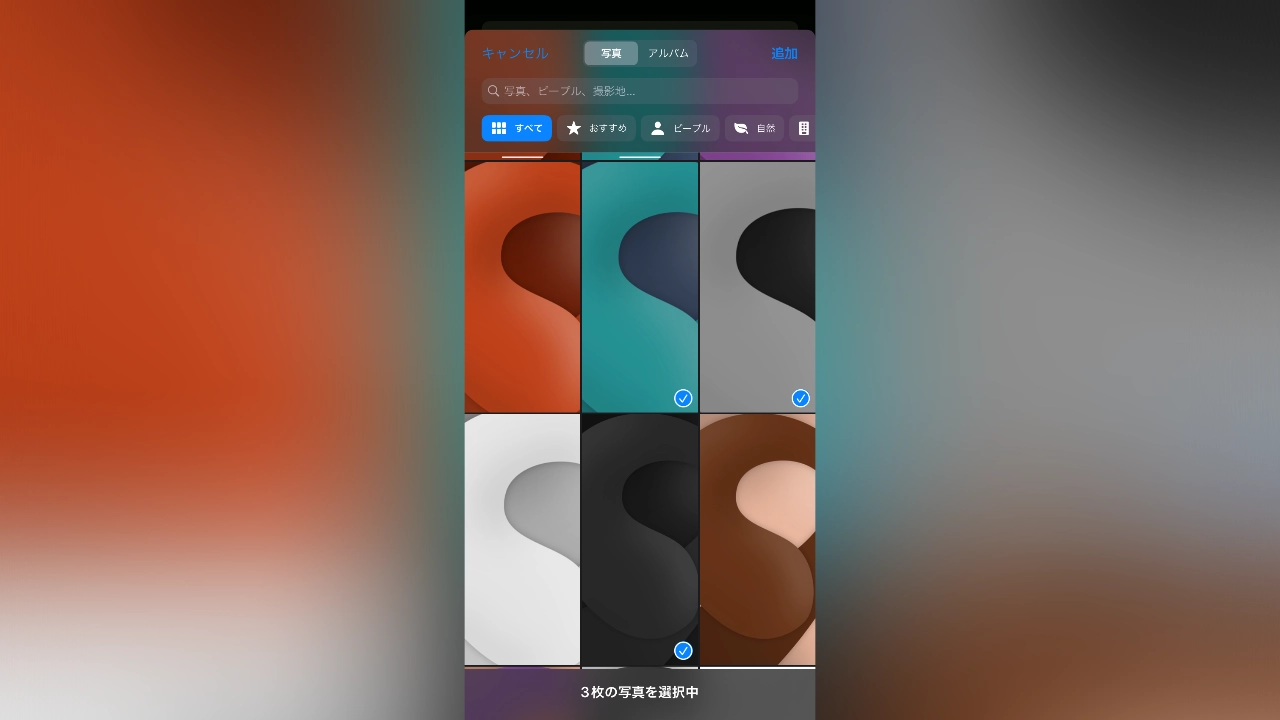 キャンセル 写真 アルバム 追加
写真、ピープル、撮影地...
すべて おすすめ ピープル 自然
3枚の写真を選択中